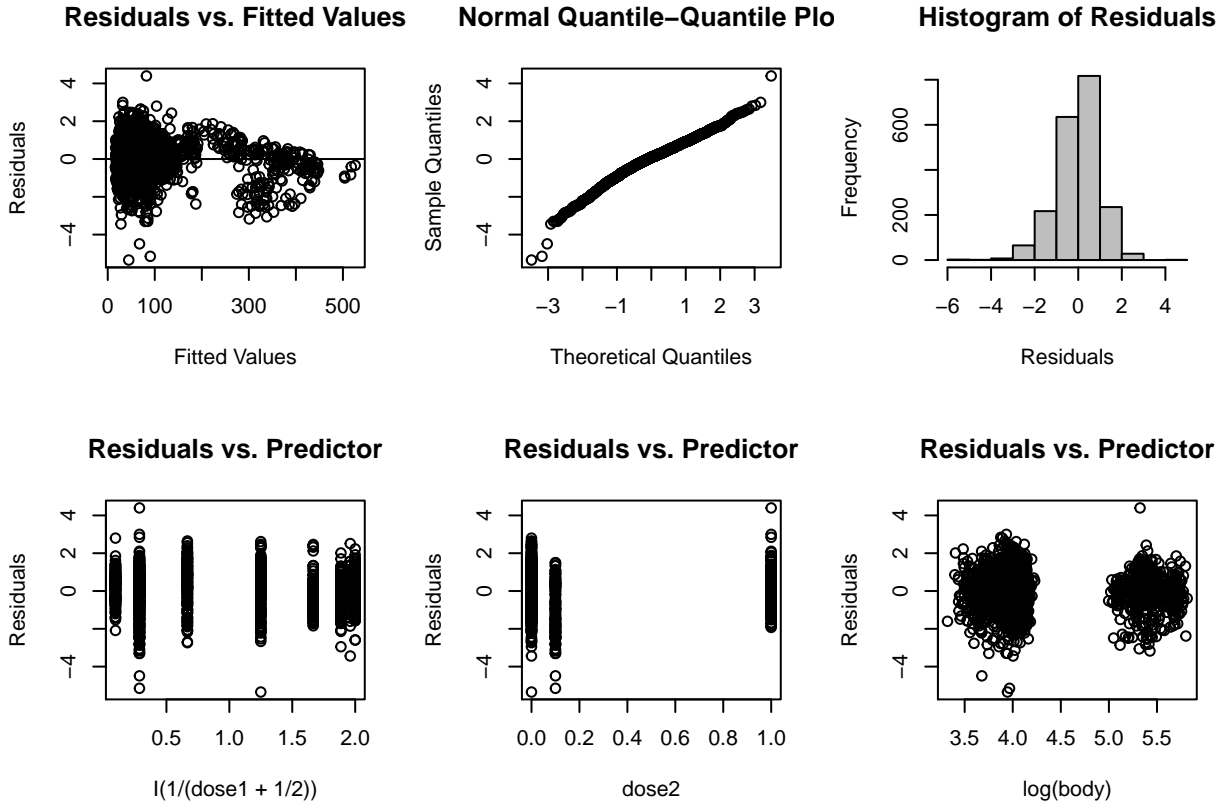 Residuals vs. Fitted Values
Residuals
4
2
0
−4
0
100
300
500
Fitted Values
Normal Quantile−Quantile Plo
Sample Quantiles
4
2
0
−4
−3
−1
1
2
3
Theoretical Quantiles
Histogram of Residuals
Frequency
600
200
0
−6
−4
−2
0
2
4
Residuals
Residuals vs. Predictor
Residuals
4
2
0
−4
0.5
1.0
1.5
2.0
I(1/(dose1 + 1/2))
Residuals vs. Predictor
Residuals
4
2
0
−4
0.0
0.2
0.4
0.6
0.8
1.0
dose2
Residuals vs. Predictor
Residuals
4
2
0
−4
3.5
4.0
4.5
5.0
5.5
log(body)